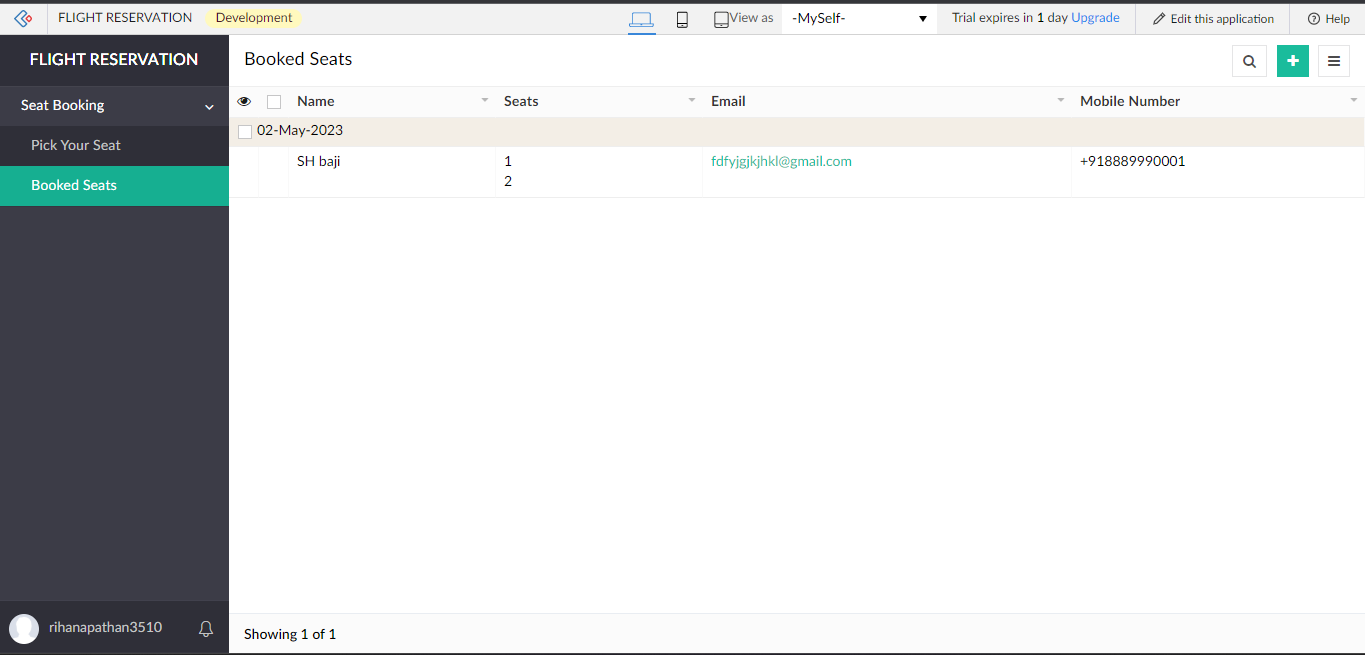 FLIGHT RESERVATION Development View as -MySelf- Trial expires in 1 day Upgrade Edit this application Help
FLIGHT RESERVATION
Seat Booking
Pick Your Seat
Booked Seats
rihanapathan3510
Booked Seats
Name Seats Email Mobile Number
02-May-2023
SH baji 1 fdfyjgjkjhkl@gmail.com +918889990001
2
Showing 1 of 1